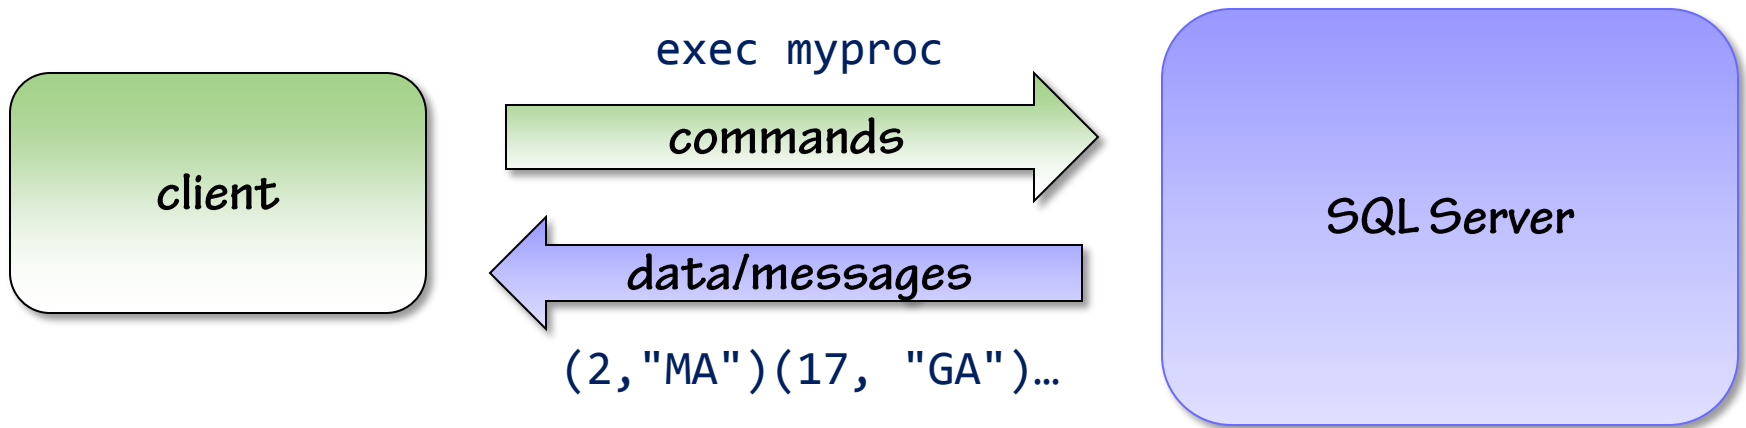 exec myproc
client
commands
SQL Server
data/messages
(2,"MA")(17, "GA")…